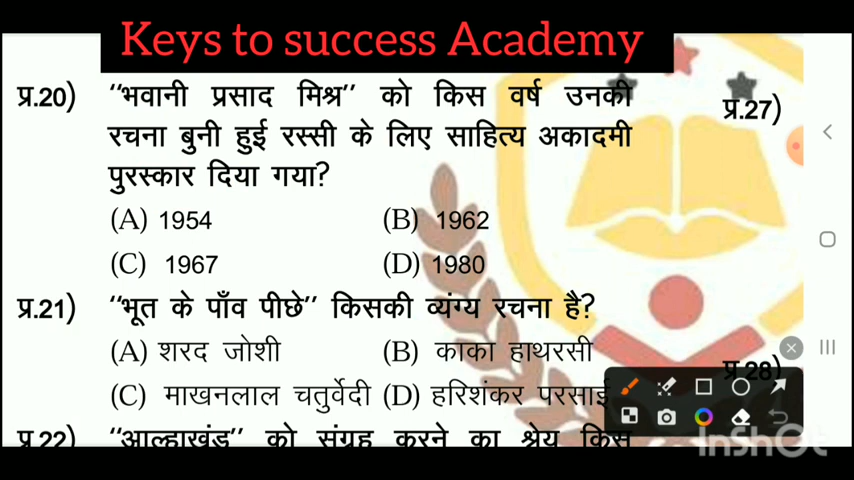 Keys to success Academy
प्र.20) "भवानी प्रसाद मिश्र" को किस वर्ष उनकी
रचना बुनी हुई रस्सी के लिए साहित्य अकादमी
पुरस्कार दिया गया?
(A) 1954 (B) 1962
(C) 1967 (D) 1980
प्र.21) "भूत के पाँव पीछे" किसकी व्यंग्य रचना है?
(A) शरद जोशी (B) काका हाथरसी
(C) माखनलाल चतुर्वेदी (D) हरिशंकर परसाई
प्र.22) "आल्हाखंड" को संग्रह करने का श्रेय किस
प्र.27)
प्र.28)
InShot